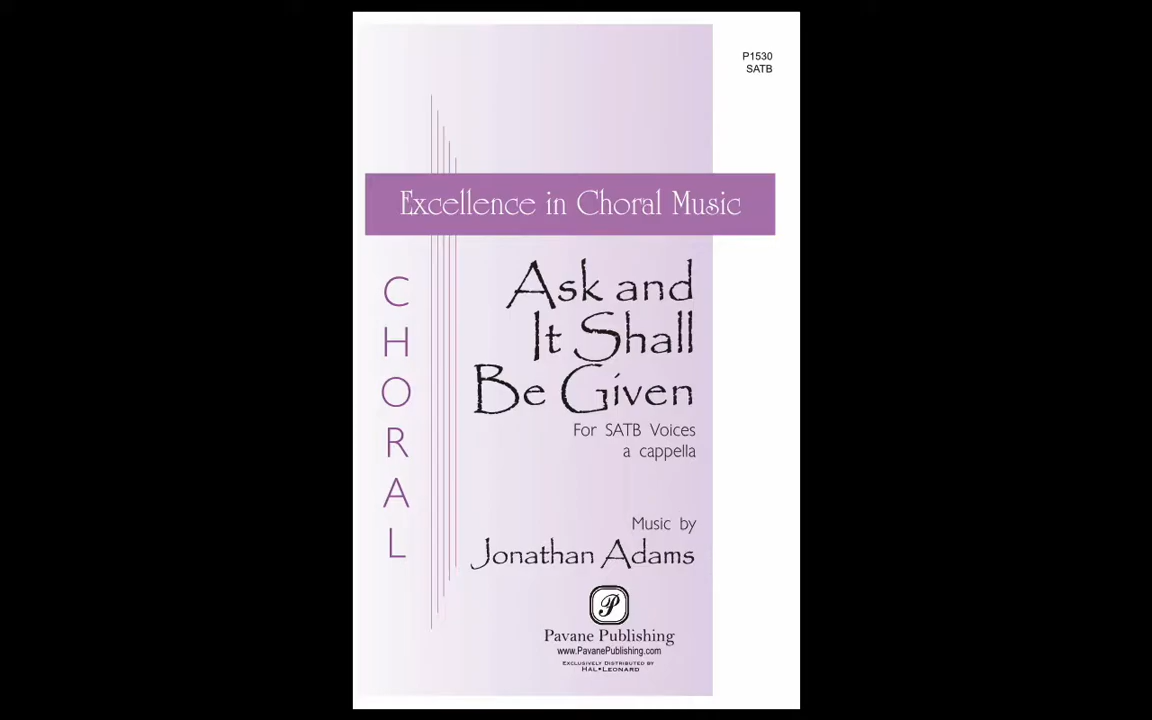 P1530
SATB
Excellence in Choral Music
CHORAL
Ask and
It Shall
Be Given
For SATB Voices
a cappella
Music by
Jonathan Adams
P
Pavane Publishing
www.PavanePublishing.com
EXCLUSIVELY DISTRIBUTED BY
HAL•LEONARD